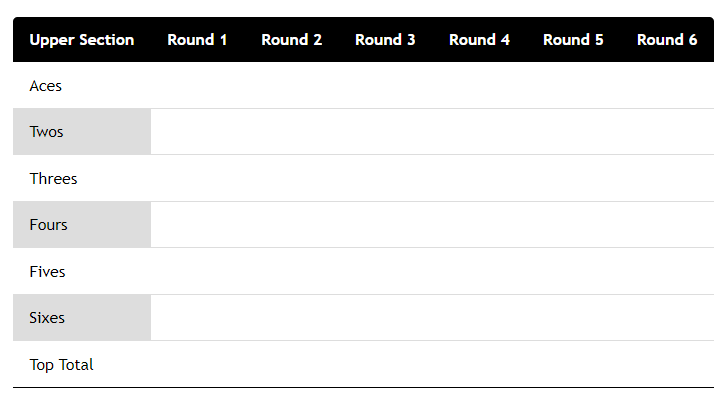 Upper Section Round 1 Round 2 Round 3 Round 4 Round 5 Round 6
Aces
Twos
Threes
Fours
Fives
Sixes
Top Total